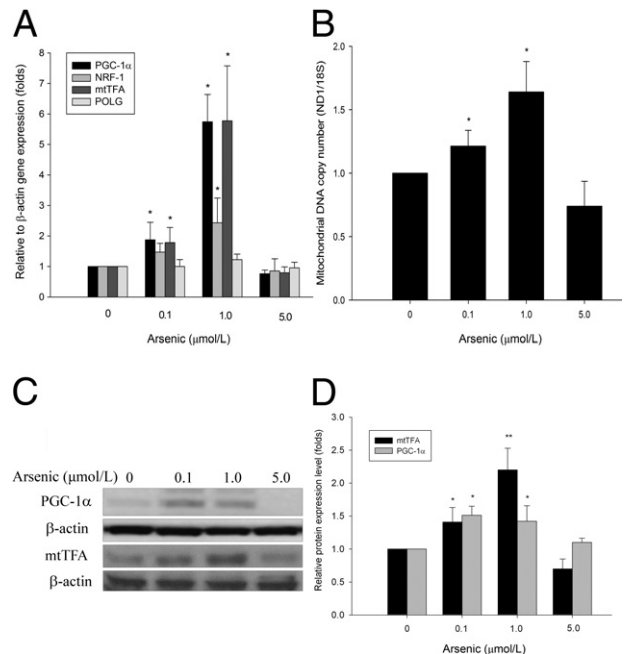 A
PGC-1α
NRF-1
mtTFA
POLG
Relative to β-actin gene expression (folds)
8
7
6
5
4
3
2
1
0
*
*
*
*
*
0
0.1
1.0
5.0
Arsenic (μmol/L)
B
Mitochondrial DNA copy number (ND1/18S)
2.0
1.5
1.0
0.5
0.0
*
*
0
0.1
1.0
5.0
Arsenic (μmol/L)
C
Arsenic (μmol/L) 0 0.1 1.0 5.0
PGC-1α
β-actin
mtTFA
β-actin
D
mtTFA
PGC-1α
Relative protein expression level (folds)
3.0
2.5
2.0
1.5
1.0
0.5
0.0
*
*
**
*
0
0.1
1.0
5.0
Arsenic (μmol/L)